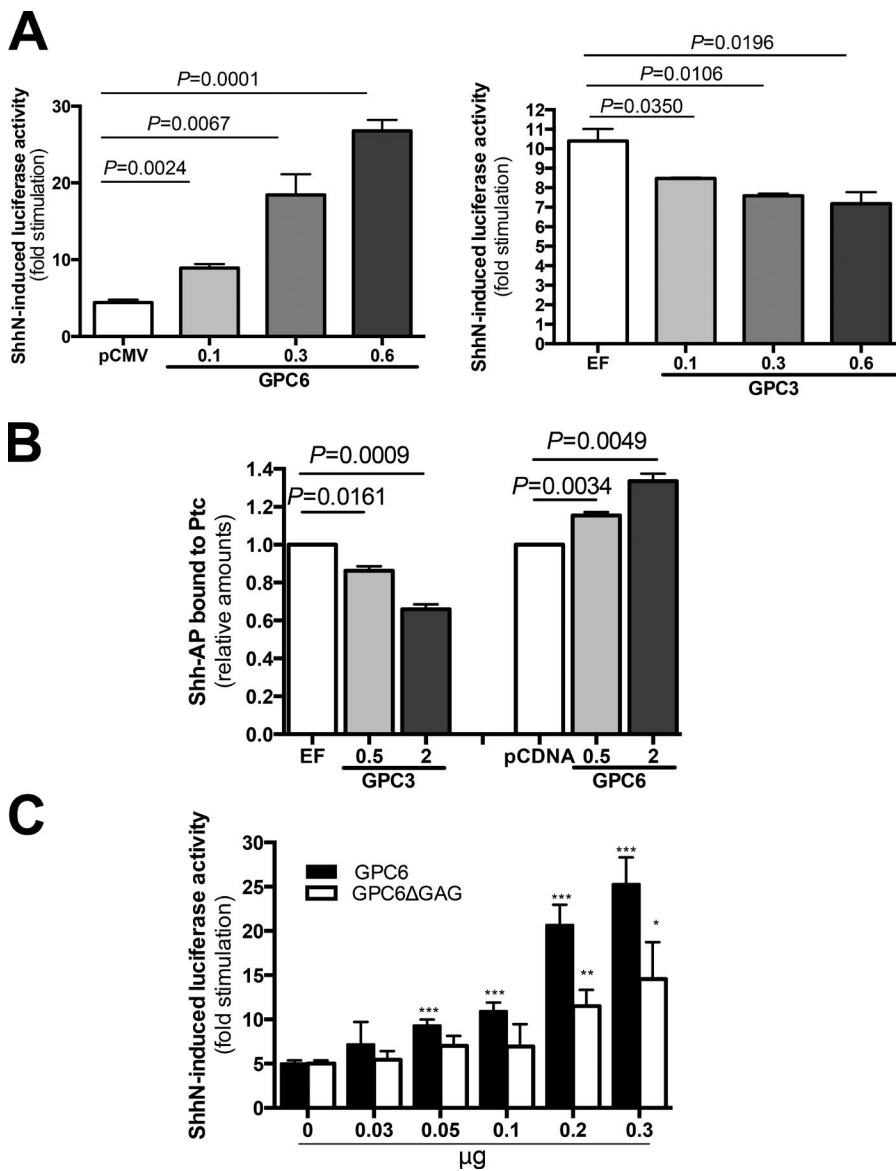 A
ShhN-induced luciferase activity
(fold stimulation)
30
20
10
0
P=0.0001
P=0.0067
P=0.0024
pCMV 0.1 0.3 0.6
GPC6
ShhN-induced luciferase activity
(fold stimulation)
12
11
10
9
8
7
6
5
4
3
2
1
0
P=0.0196
P=0.0106
P=0.0350
EF 0.1 0.3 0.6
GPC3
B
Shh-AP bound to Ptc
(relative amounts)
1.4
1.2
1.0
0.6
0.4
0.2
0.0
P=0.0009
P=0.0161
P=0.0049
P=0.0034
EF 0.5 2 pCDNA 0.5 2
GPC3 GPC6
C
ShhN-induced luciferase activity
(fold stimulation)
30
25
20
15
10
5
0
GPC6
GPC6ΔGAG
*** *** *** ** *** *
0 0.03 0.05 0.1 0.2 0.3
µg